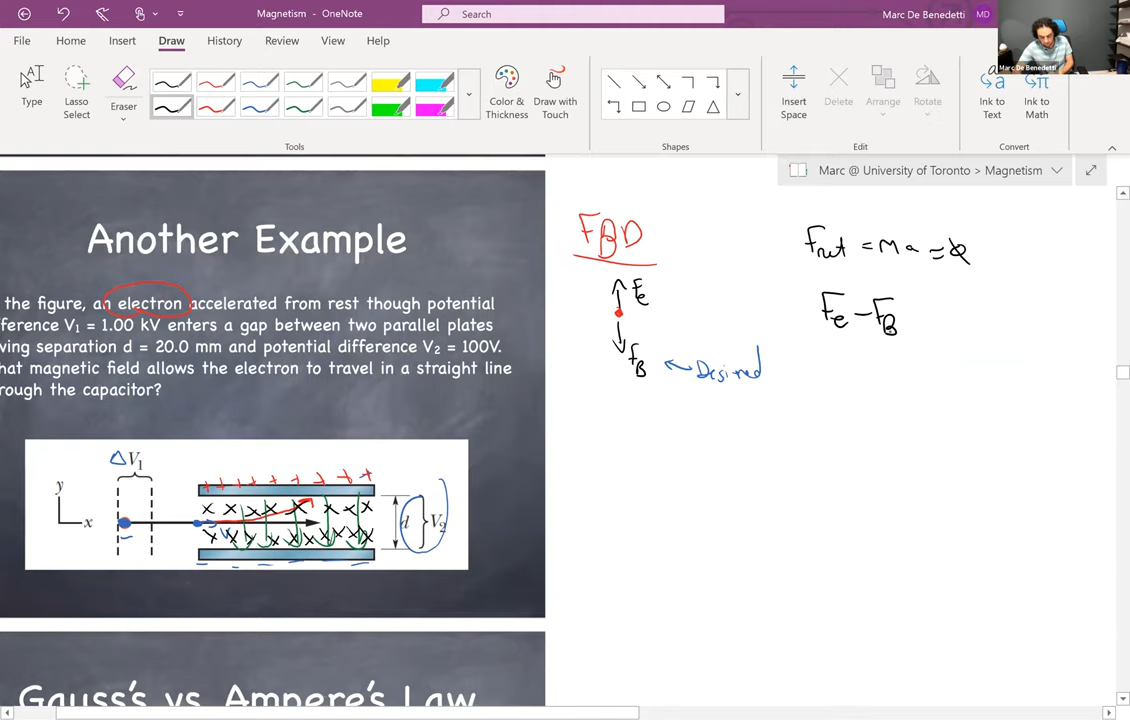 Magnetism - OneNote
Search
Marc De Benedetti
MD
File Home Insert Draw History Review View Help
Marc De Benedetti
Type
Lasso Select
Eraser
Color & Thickness
Draw with Touch
Insert Space
Delete
Arrange
Rotate
Ink to Text
Ink to Math
Tools
Shapes
Edit
Convert
Marc @ University of Toronto > Magnetism
Another Example
the figure, an electron accelerated from rest though potential
fference V₁ = 1.00 kV enters a gap between two parallel plates
ving separation d = 20.0 mm and potential difference V₂ = 100V.
hat magnetic field allows the electron to travel in a straight line
rough the capacitor?
Δ V₁
y
x
d
V₂
FBD
Fe
FB
Desired
Fnet = ma =
Fe - FB
Gauss's vs Ampere's Law